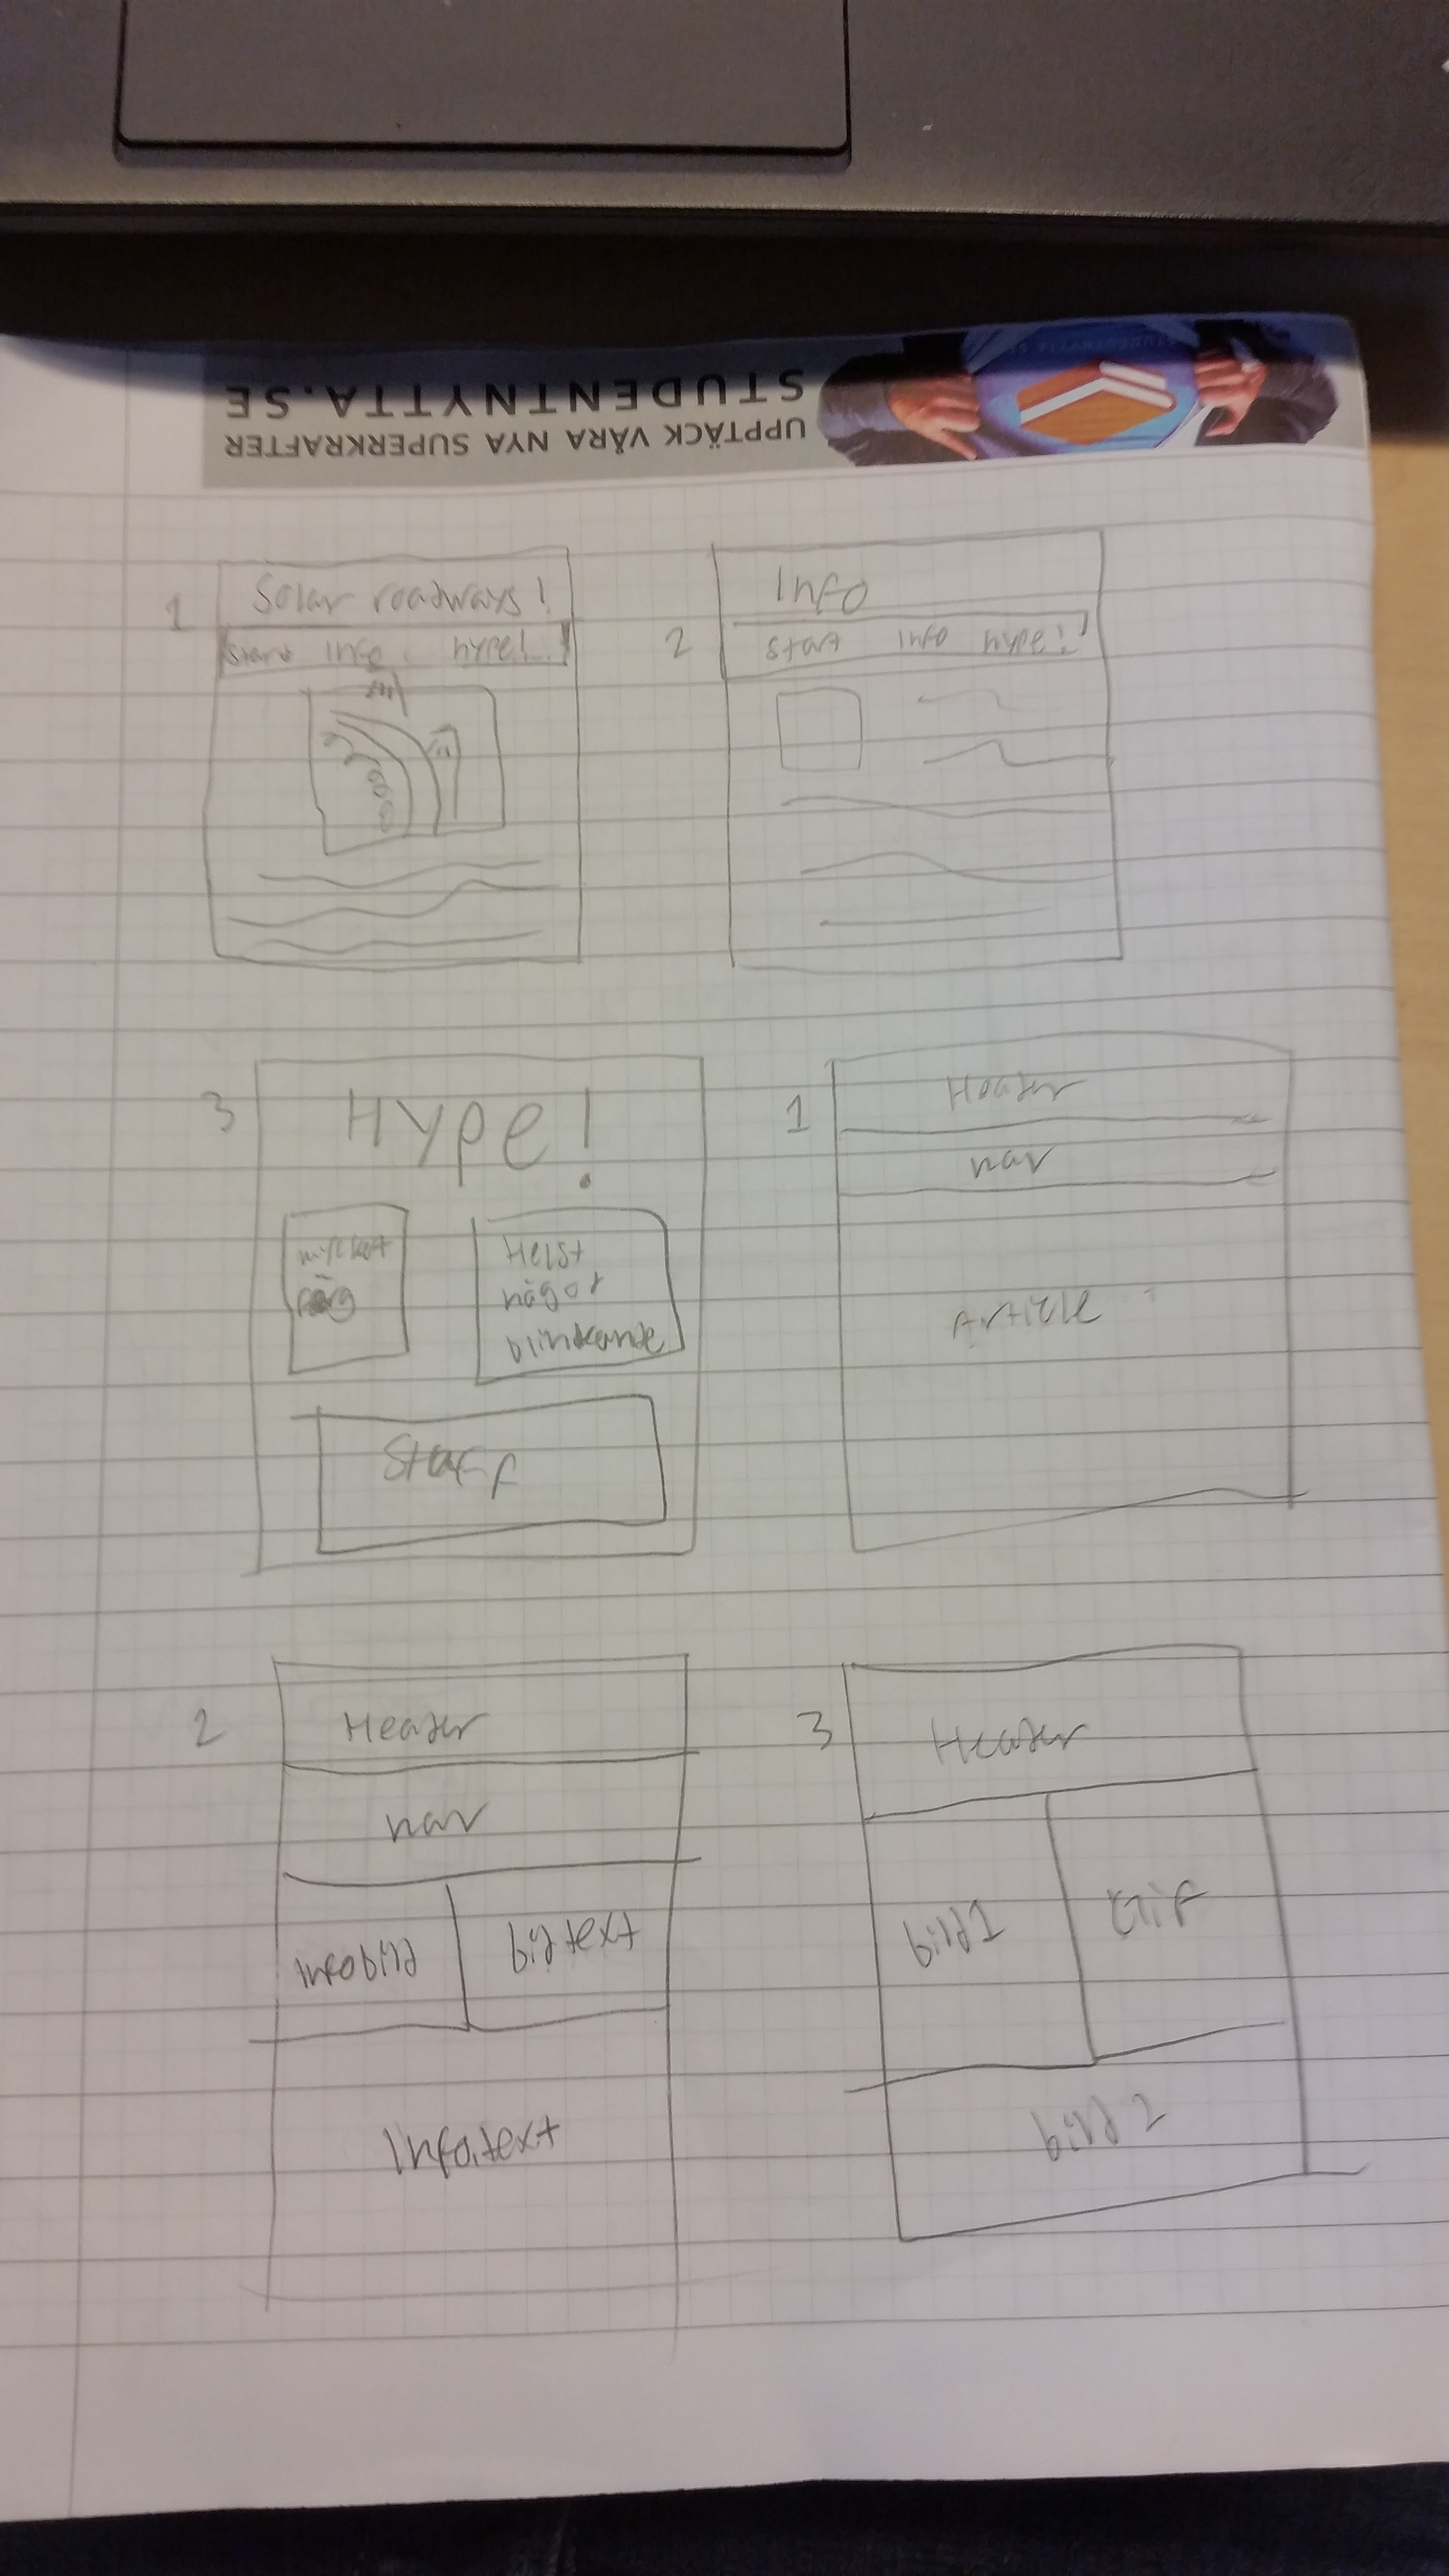 UPPTÄCK VÅRA NYA SUPERKRAFTER
STUDENTNYTTA.SE
1
Solar roadways!
Start info hype!
2
Info
start info hype!
3
Hype!
mycket
färg
Helst
något
blinkande
Stuff
1
Header
nav
Article
2
Header
nav
infobild
bildtext
Infotext
3
Header
bild1
Gif
bild 2